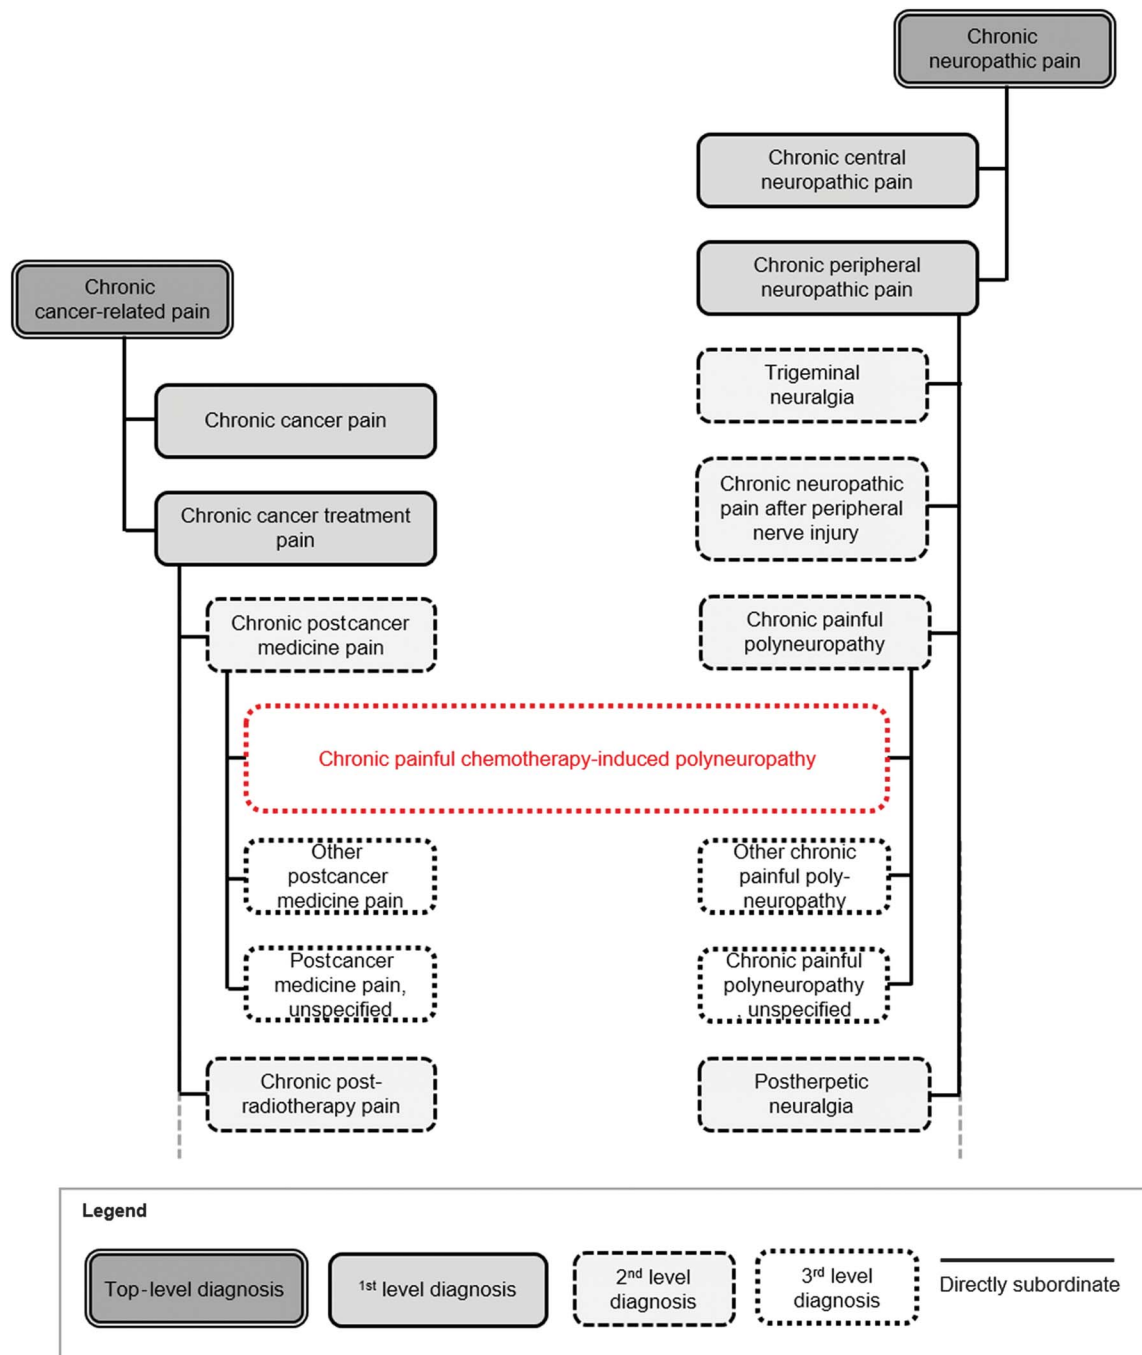 Chronic
neuropathic pain
Chronic central
neuropathic pain
Chronic peripheral
neuropathic pain
Chronic
cancer-related pain
Trigeminal
neuralgia
Chronic cancer pain
Chronic neuropathic
pain after peripheral
nerve injury
Chronic cancer treatment
pain
Chronic postcancer
medicine pain
Chronic painful
polyneuropathy
Chronic painful chemotherapy-induced polyneuropathy
Other
postcancer
medicine pain
Other chronic
painful poly-
neuropathy
Postcancer
medicine pain,
unspecified
Chronic painful
polyneuropathy
, unspecified
Chronic post-
radiotherapy pain
Postherpetic
neuralgia
Legend
Top-level diagnosis
1st level diagnosis
2nd level
diagnosis
3rd level
diagnosis
Directly subordinate